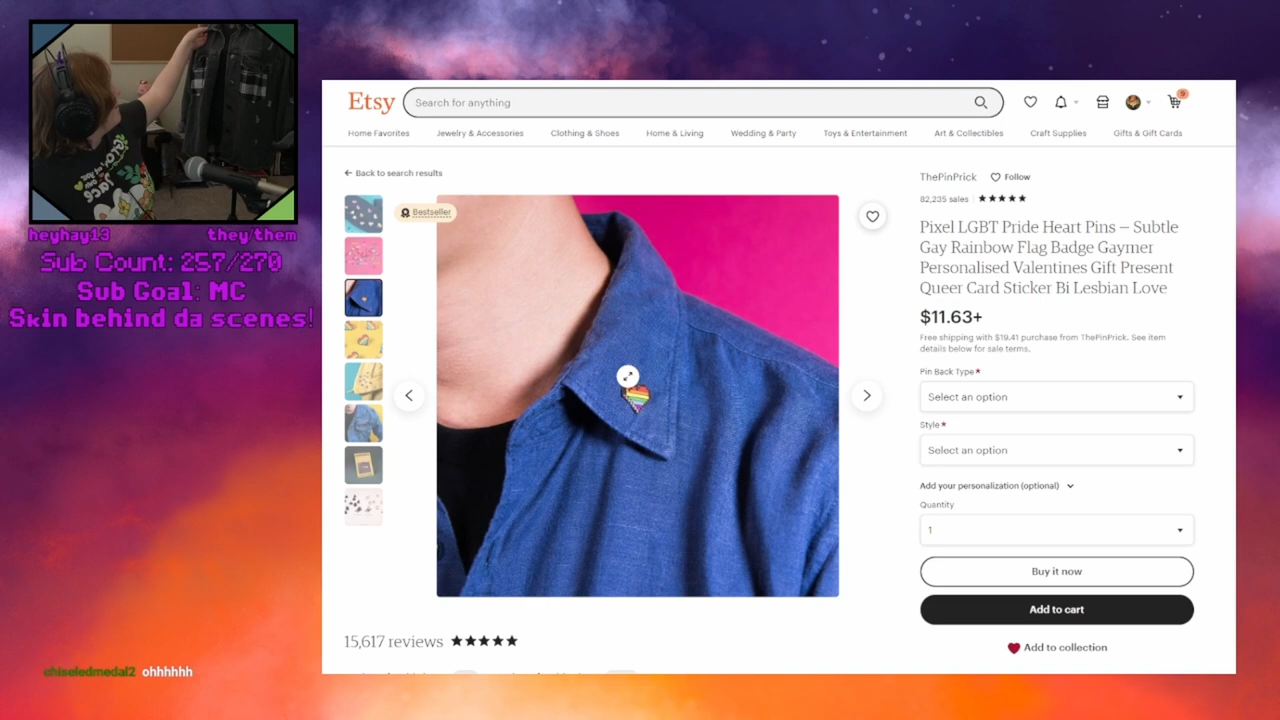 heyhay13 they/them
Sub Count: 257/270
Sub Goal: MC
Skin behind da scenes!
chiseledmedal2 ohhhhhh
Etsy
Search for anything
9
Home Favorites Jewelry & Accessories Clothing & Shoes Home & Living Wedding & Party Toys & Entertainment Art & Collectibles Craft Supplies Gifts & Gift Cards
Back to search results
Bestseller
15,617 reviews
ThePinPrick Follow
82,235 sales
Pixel LGBT Pride Heart Pins – Subtle
Gay Rainbow Flag Badge Gaymer
Personalised Valentines Gift Present
Queer Card Sticker Bi Lesbian Love
$11.63+
Free shipping with $19.41 purchase from ThePinPrick. See item
details below for sale terms.
Pin Back Type*
Select an option
Style*
Select an option
Add your personalization (optional)
Quantity
1
Buy it now
Add to cart
Add to collection